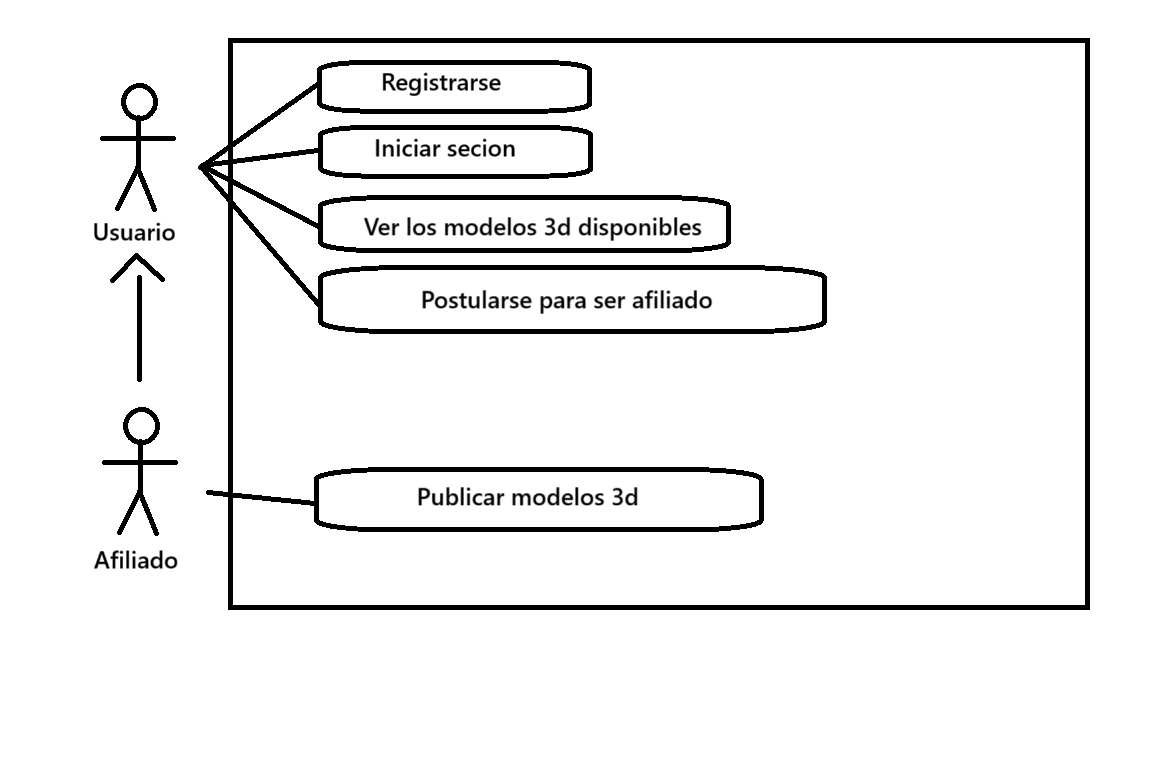 Registrarse
Iniciar secion
Ver los modelos 3d disponibles
Usuario
Postularse para ser afiliado
Publicar modelos 3d
Afiliado